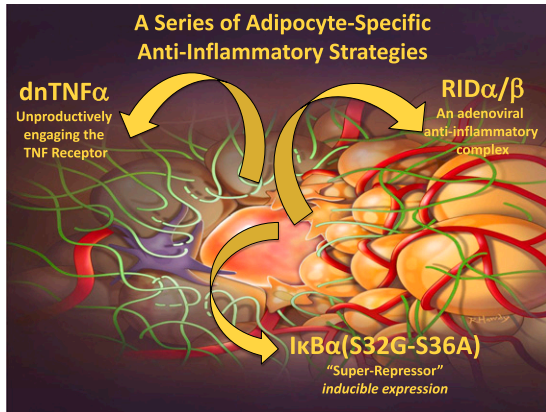 A Series of Adipocyte-Specific
Anti-Inflammatory Strategies
dnTNFα
Unproductively
engaging the
TNF Receptor
RIDα/β
An adenoviral
anti-inflammatory
complex
IκBα(S32G-S36A)
“Super-Repressor”
inducible expression